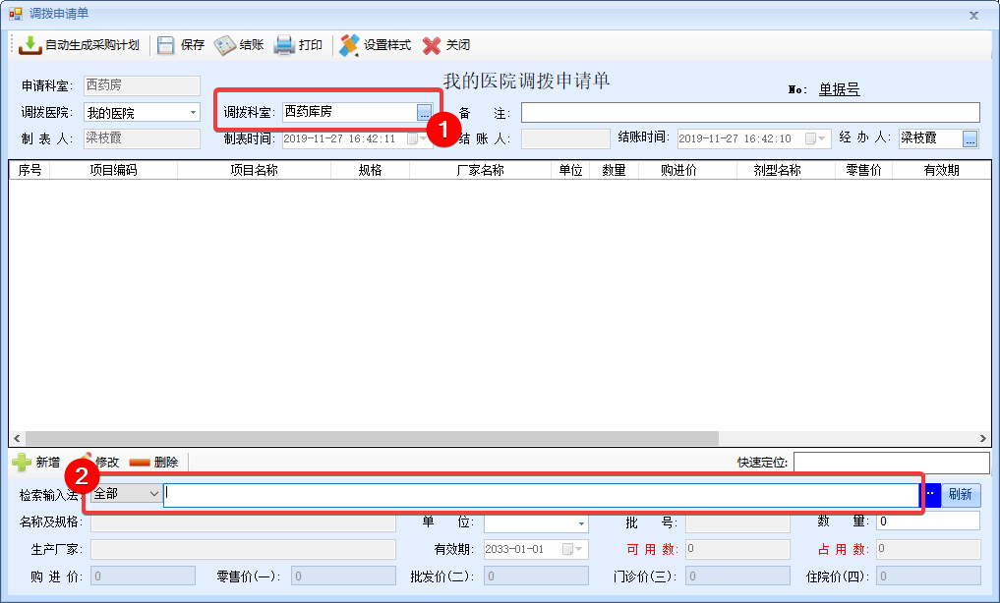 调拨申请单
自动生成采购计划 保存 结账 打印 设置样式 关闭
我的医院调拨申请单
申请科室: 西药房 No: 单据号
调拨医院: 我的医院 调拨科室: 西药库房 ... 备 注:
1
制 表 人: 梁枝霞 制表时间: 2019-11-27 16:42:11 结 账 人: 结账时间: 2019-11-27 16:42:10 经 办 人: 梁枝霞 ...
序号 项目编码 项目名称 规格 厂家名称 单位 数量 购进价 剂型名称 零售价 有效期
新增 修改 删除 快速定位:
2
检索输入法: 全部 刷新
名称及规格: 单 位: 批 号: 数 量: 0
生产厂家: 有效期: 2033-01-01 可 用 数: 0 占 用 数: 0
购 进 价: 0 零售价(一): 0 批发价(二): 0 门诊价(三): 0 住院价(四): 0